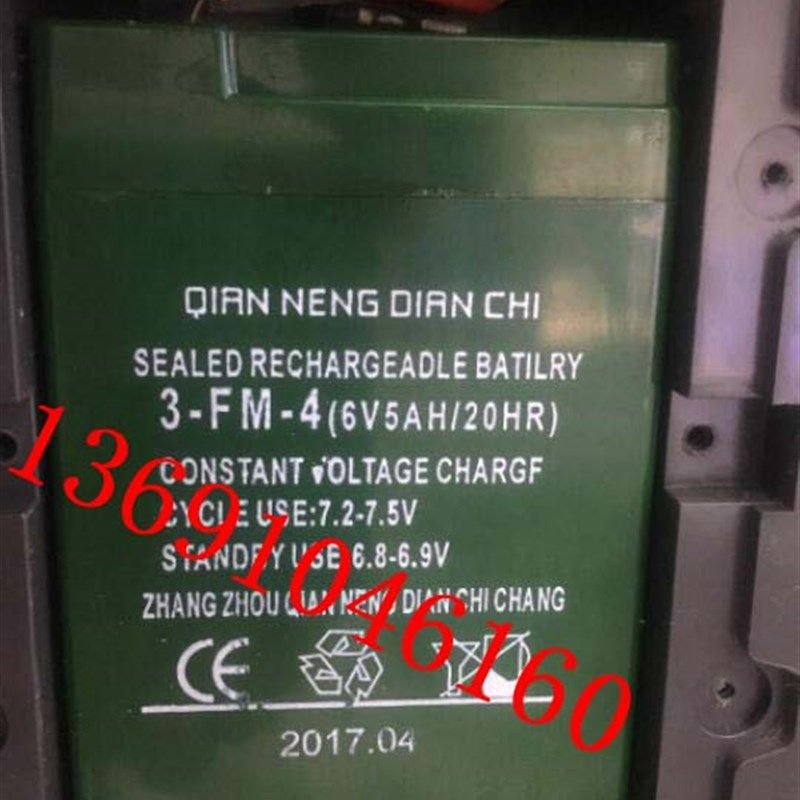 QIAN NENG DIAN CHI
SEALED RECHARGEADLE BATILRY
3-FM-4(6V5AH/20HR)
CONSTANT VOLTAGE CHARGF
CYCLE USE:7.2-7.5V
STANDFY USE:6.8-6.9V
ZHANG ZHOU QIAN NENG DIAN CHI CHANG
CE
2017.04
13691046160